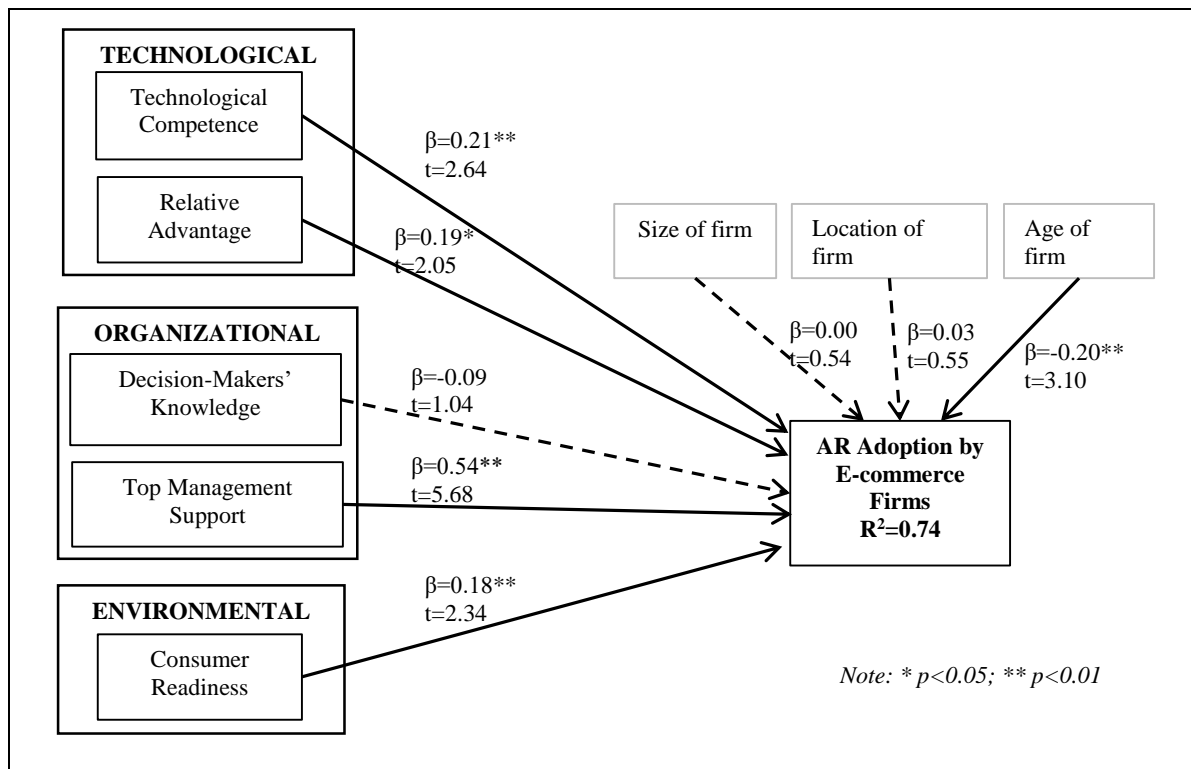 TECHNOLOGICAL
Technological
Competence
Relative
Advantage
β=0.21**
t=2.64
β=0.19*
t=2.05
Size of firm
Location of
firm
Age of
firm
β=0.00
t=0.54
β=0.03
t=0.55
β=-0.20**
t=3.10
ORGANIZATIONAL
Decision-Makers’
Knowledge
Top Management
Support
β=-0.09
t=1.04
β=0.54**
t=5.68
AR Adoption by
E-commerce
Firms
R²=0.74
ENVIRONMENTAL
Consumer
Readiness
β=0.18**
t=2.34
Note: * p<0.05; ** p<0.01